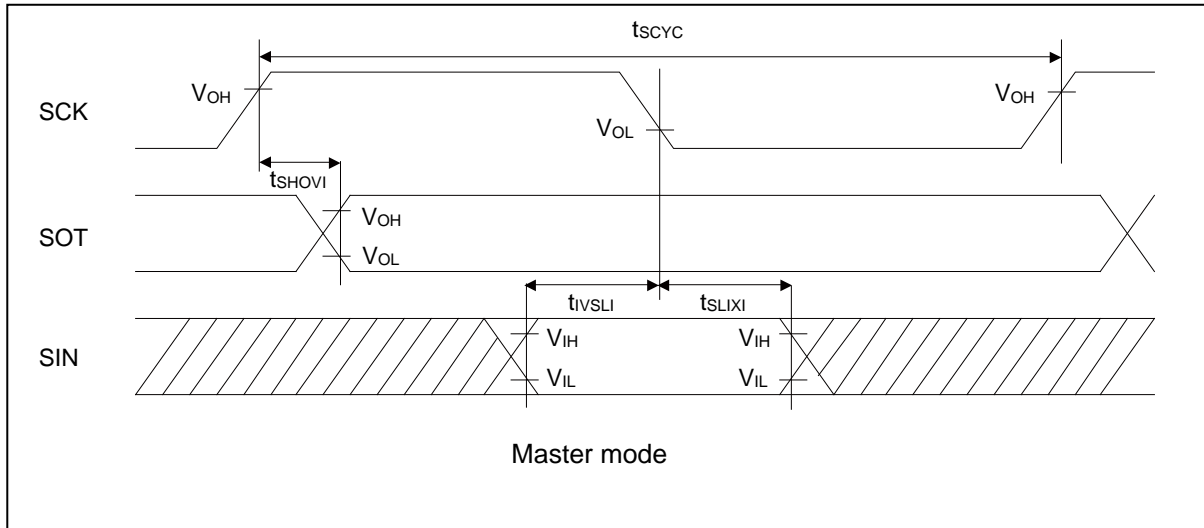 tSCYC
SCK
VOH
VOL
VOH
tSHOVI
SOT
VOH
VOL
tIVSLI
tSLIXI
SIN
VIH
VIL
VIH
VIL
Master mode